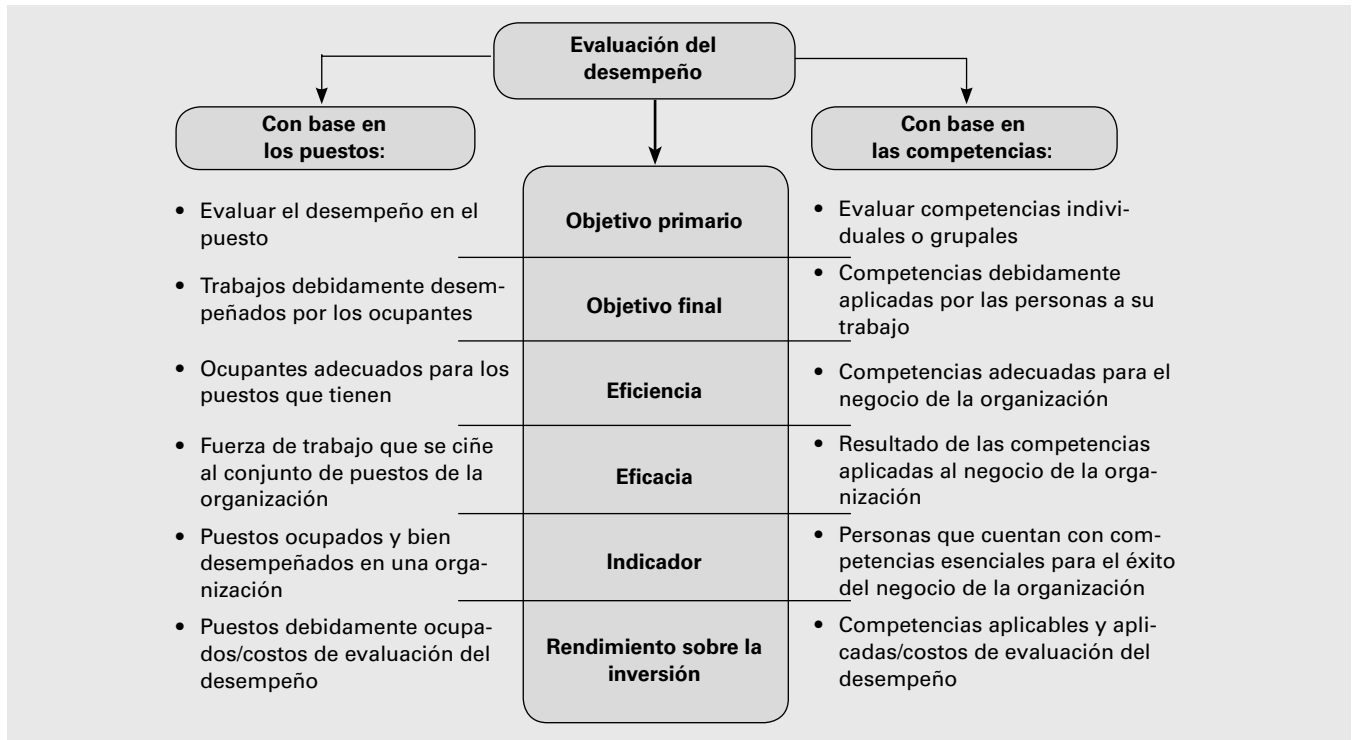 Evaluación del
desempeño
Con base en
los puestos:
Con base en
las competencias:
• Evaluar el desempeño en el
puesto
Objetivo primario
• Evaluar competencias indivi-
duales o grupales
• Trabajos debidamente desem-
peñados por los ocupantes
Objetivo final
• Competencias debidamente
aplicadas por las personas a su
trabajo
• Ocupantes adecuados para los
puestos que tienen
Eficiencia
• Competencias adecuadas para el
negocio de la organización
• Fuerza de trabajo que se ciñe
al conjunto de puestos de la
organización
Eficacia
• Resultado de las competencias
aplicadas al negocio de la orga-
nización
• Puestos ocupados y bien
desempeñados en una orga-
nización
Indicador
• Personas que cuentan con com-
petencias esenciales para el éxito
del negocio de la organización
• Puestos debidamente ocupa-
dos/costos de evaluación del
desempeño
Rendimiento sobre la
inversión
• Competencias aplicables y apli-
cadas/costos de evaluación del
desempeño